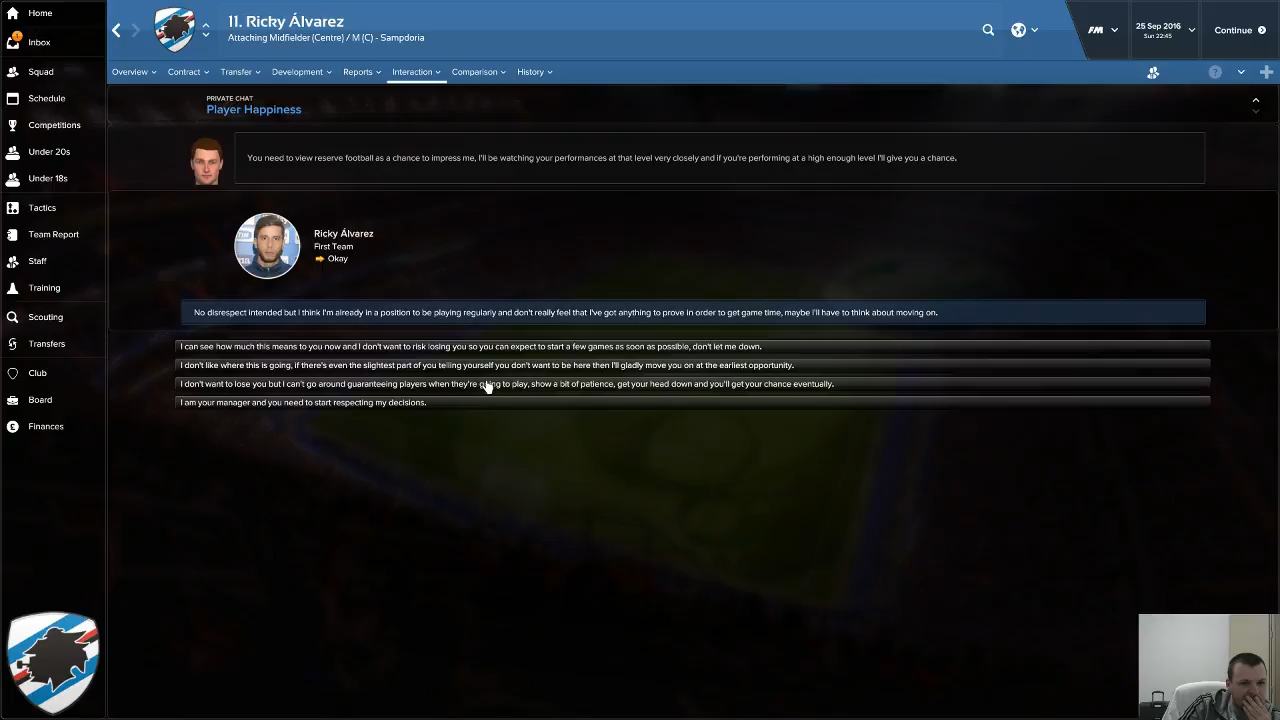 Home
Inbox
Squad
Schedule
Competitions
Under 20s
Under 18s
Tactics
Team Report
Staff
Training
Scouting
Transfers
Club
Board
Finances
11. Ricky Álvarez
Attacking Midfielder (Centre) / M (C) - Sampdoria
FM
25 Sep 2016
Sun 22:45
Continue
Overview Contract Transfer Development Reports Interaction Comparison History
PRIVATE CHAT
Player Happiness
You need to view reserve football as a chance to impress me, I'll be watching your performances at that level very closely and if you're performing at a high enough level I'll give you a chance.
Ricky Álvarez
First Team
Okay
No disrespect intended but i think I'm already in a position to be playing regularly and don't really feel that I've got anything to prove in order to get game time, maybe I'll have to think about moving on.
I can see how much this means to you now and I don't want to risk losing you so you can expect to start a few games as soon as possible, don't let me down.
I don't like where this is going, if there's even the slightest part of you telling yourself you don't want to be here then I'll gladly move you on at the earliest opportunity.
I don't want to lose you but I can't go around guaranteeing players when they're going to play, show a bit of patience, get your head down and you'll get your chance eventually.
I am your manager and you need to start respecting my decisions.